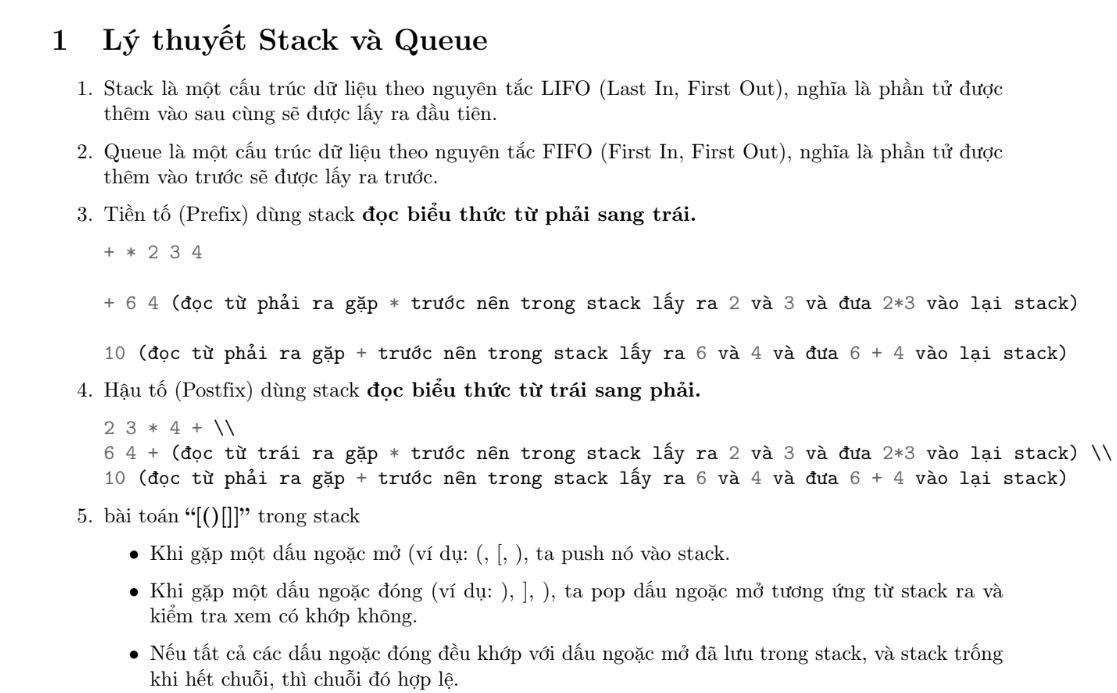 1 Lý thuyết Stack và Queue
1. Stack là một cấu trúc dữ liệu theo nguyên tắc LIFO (Last In, First Out), nghĩa là phần tử được
thêm vào sau cùng sẽ được lấy ra đầu tiên.
2. Queue là một cấu trúc dữ liệu theo nguyên tắc FIFO (First In, First Out), nghĩa là phần tử được
thêm vào trước sẽ được lấy ra trước.
3. Tiền tố (Prefix) dùng stack đọc biểu thức từ phải sang trái.
+ * 2 3 4
+ 6 4 (đọc từ phải ra gặp * trước nên trong stack lấy ra 2 và 3 và đưa 2*3 vào lại stack)
10 (đọc từ phải ra gặp + trước nên trong stack lấy ra 6 và 4 và đưa 6 + 4 vào lại stack)
4. Hậu tố (Postfix) dùng stack đọc biểu thức từ trái sang phải.
2 3 * 4 + \\
6 4 + (đọc từ trái ra gặp * trước nên trong stack lấy ra 2 và 3 và đưa 2*3 vào lại stack) \\
10 (đọc từ phải ra gặp + trước nên trong stack lấy ra 6 và 4 và đưa 6 + 4 vào lại stack)
5. bài toán “[()[]]” trong stack
• Khi gặp một dấu ngoặc mở (ví dụ: (, [, ), ta push nó vào stack.
• Khi gặp một dấu ngoặc đóng (ví dụ: ), ], ), ta pop dấu ngoặc mở tương ứng từ stack ra và
kiểm tra xem có khớp không.
• Nếu tất cả các dấu ngoặc đóng đều khớp với dấu ngoặc mở đã lưu trong stack, và stack trống
khi hết chuỗi, thì chuỗi đó hợp lệ.